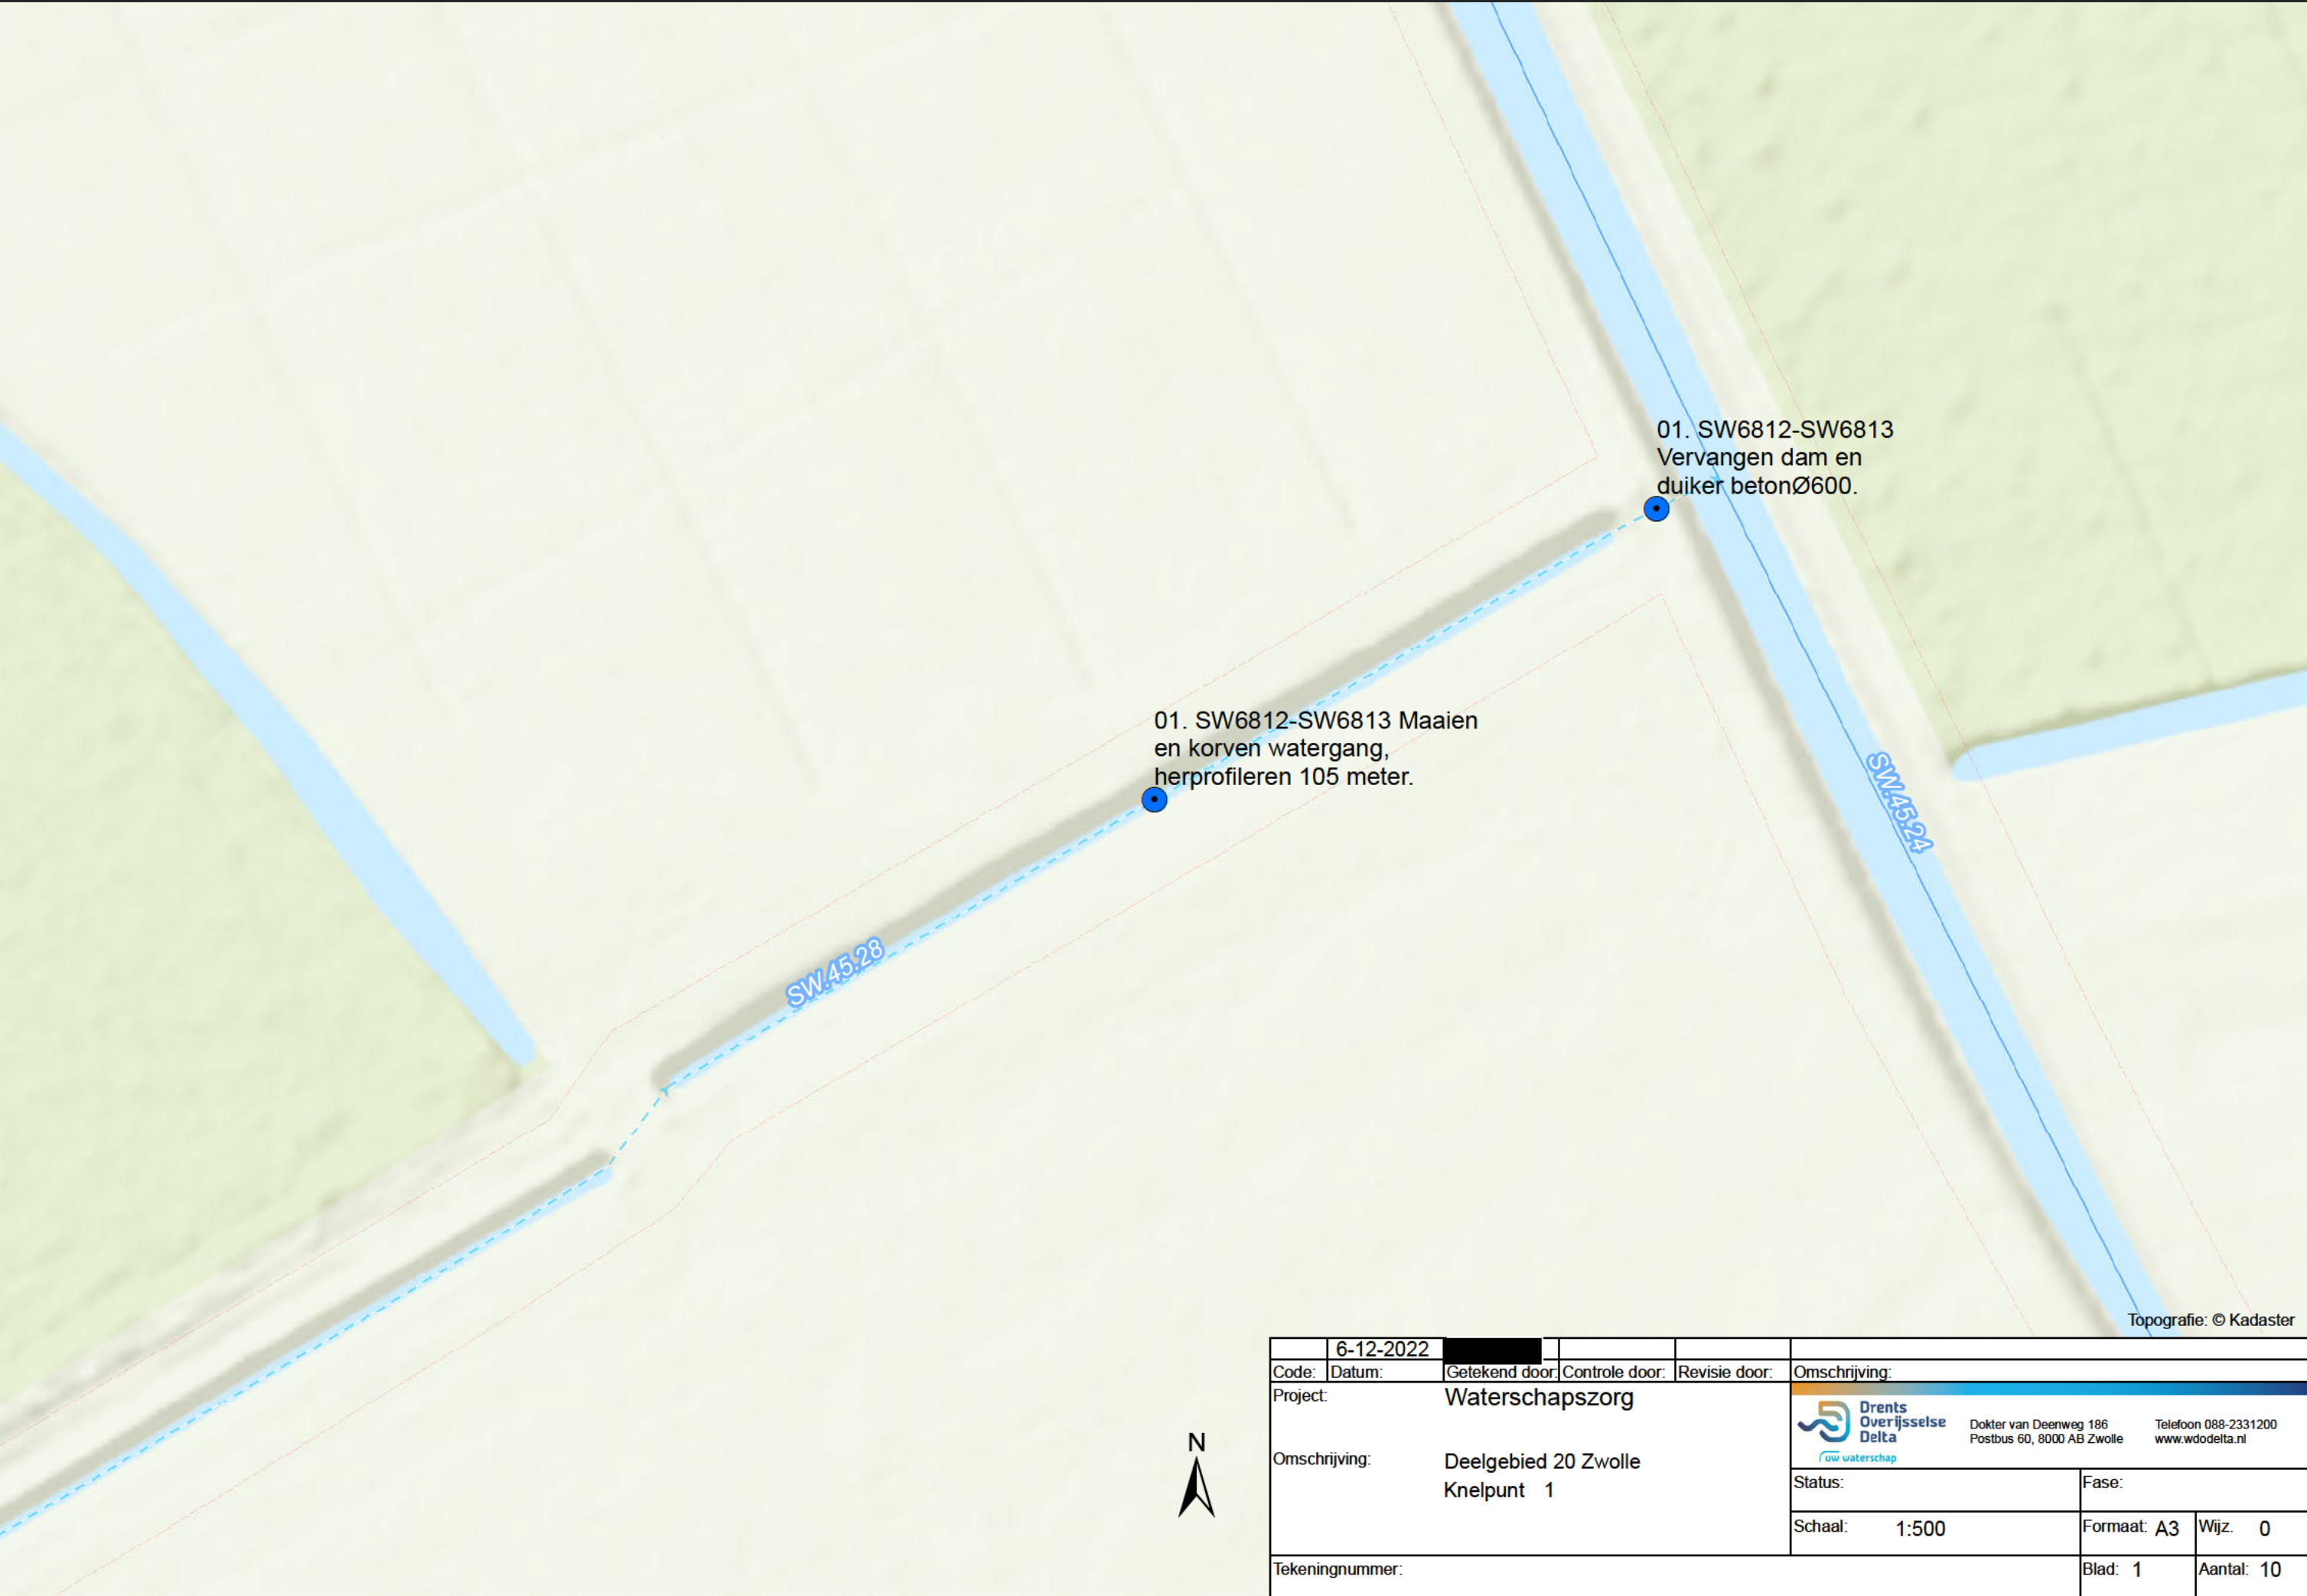 01. SW6812-SW6813
Vervangen dam en
duiker betonØ600.
01. SW6812-SW6813 Maaien
en korven watergang,
herprofileren 105 meter.
SW.45.24
SW.45.28
Topografie: © Kadaster
N
6-12-2022
Code: Datum: Getekend door: Controle door: Revisie door: Omschrijving:
Project: Waterschapszorg
Drents
Overijsselse
Delta
uw waterschap
Dokter van Deenweg 186
Postbus 60, 8000 AB Zwolle
Telefoon 088-2331200
www.wdodelta.nl
Omschrijving: Deelgebied 20 Zwolle
Knelpunt 1
Status: Fase:
Schaal: 1:500 Formaat: A3 Wijz. 0
Tekeningnummer: Blad: 1 Aantal: 10